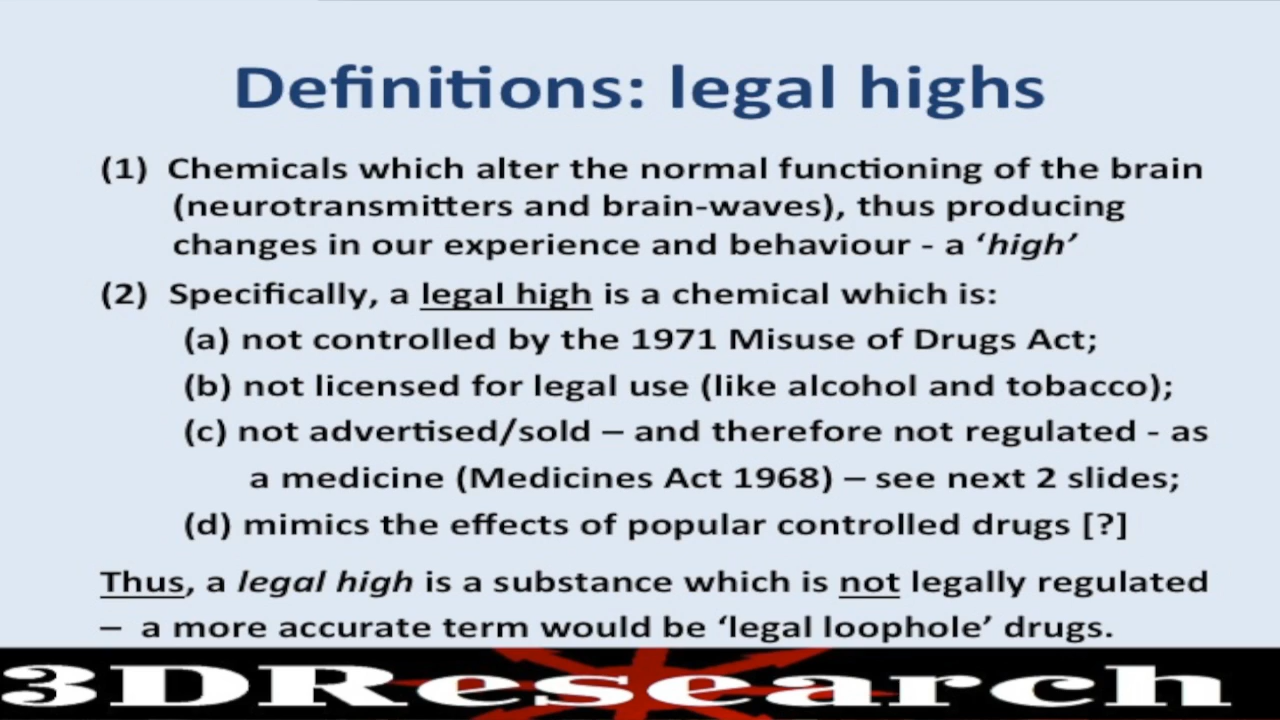 Definitions: legal highs
(1) Chemicals which alter the normal functioning of the brain
(neurotransmitters and brain-waves), thus producing
changes in our experience and behaviour - a ‘high’
(2) Specifically, a legal high is a chemical which is:
(a) not controlled by the 1971 Misuse of Drugs Act;
(b) not licensed for legal use (like alcohol and tobacco);
(c) not advertised/sold – and therefore not regulated - as
a medicine (Medicines Act 1968) – see next 2 slides;
(d) mimics the effects of popular controlled drugs [?]
Thus, a legal high is a substance which is not legally regulated
– a more accurate term would be ‘legal loophole’ drugs.
3DResearch